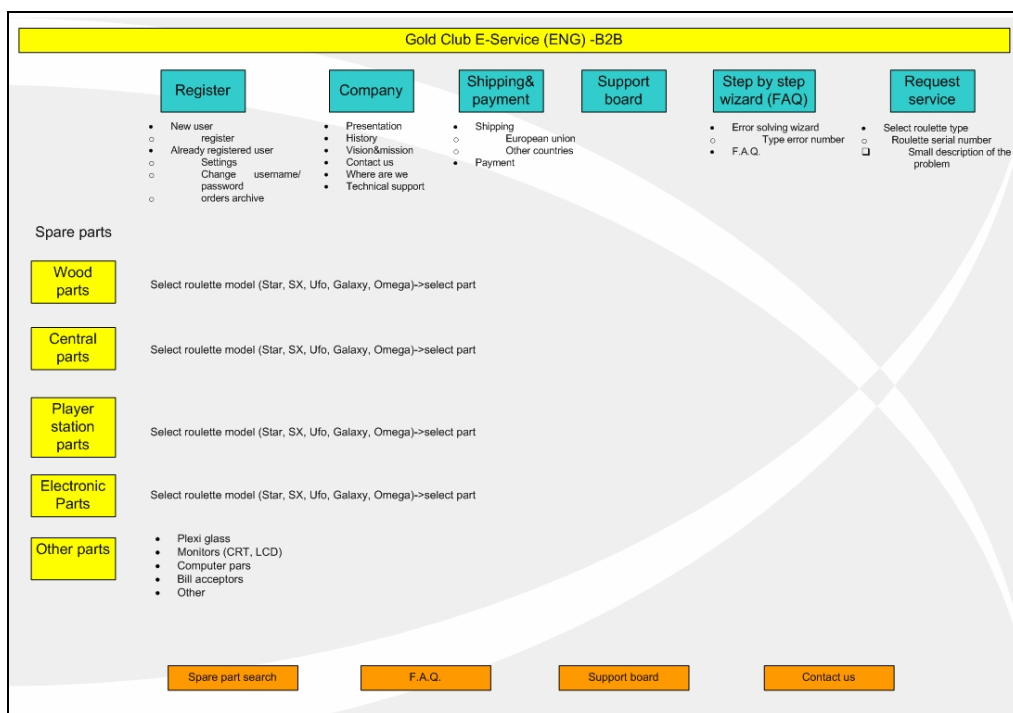 Gold Club E-Service (ENG) -B2B
Register
Company
Shipping&
payment
Support
board
Step by step
wizard (FAQ)
Request
service
• New user
o register
• Already registered user
o Settings
o Change username/
password
o orders archive
• Presentation
• History
• Vision&mission
• Contact us
• Where are we
• Technical support
• Shipping
o European union
o Other countries
• Payment
• Error solving wizard
o Type error number
• F.A.Q.
• Select roulette type
o Roulette serial number
❑ Small description of the
problem
Spare parts
Wood
parts
Select roulette model (Star, SX, Ufo, Galaxy, Omega)->select part
Central
parts
Select roulette model (Star, SX, Ufo, Galaxy, Omega)->select part
Player
station
parts
Select roulette model (Star, SX, Ufo, Galaxy, Omega)->select part
Electronic
Parts
Select roulette model (Star, SX, Ufo, Galaxy, Omega)->select part
Other parts
• Plexi glass
• Monitors (CRT, LCD)
• Computer pars
• Bill acceptors
• Other
Spare part search
F.A.Q.
Support board
Contact us